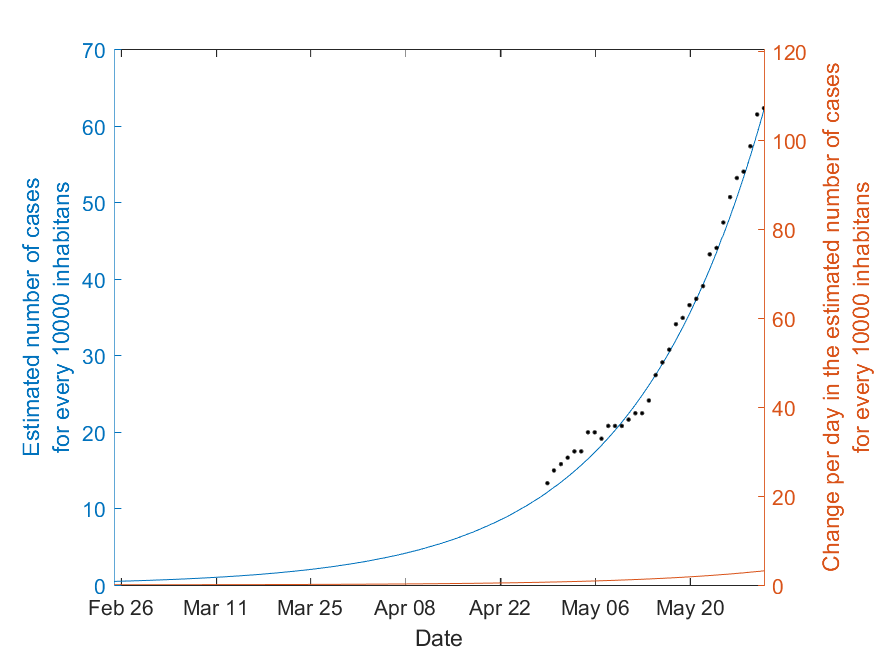 70
60
50
40
30
20
10
0
Estimated number of cases
for every 10000 inhabitans
120
100
80
60
40
20
0
Change per day in the estimated number of cases
for every 10000 inhabitans
Feb 26 Mar 11 Mar 25 Apr 08 Apr 22 May 06 May 20
Date